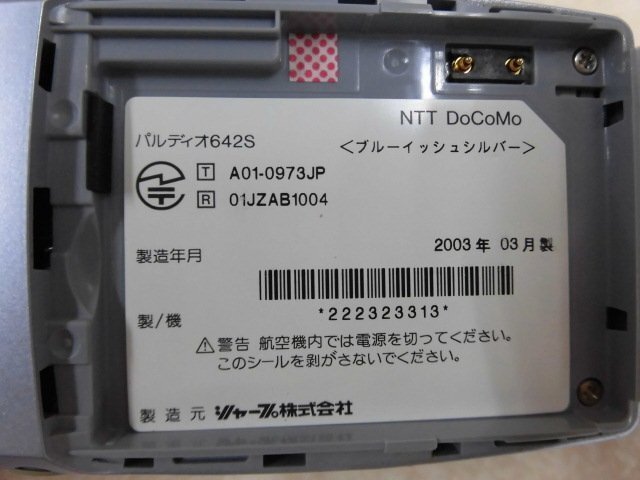 NTT DoCoMo
パルディオ642S
＜ブルーイッシュシルバー＞
T A01-0973JP
R 01JZAB1004
製造年月 2003年 03月製
製/機 *222323313*
⚠警告 航空機内では電源を切ってください。
このシールを剥がさないでください。
製造元 シャープ株式会社